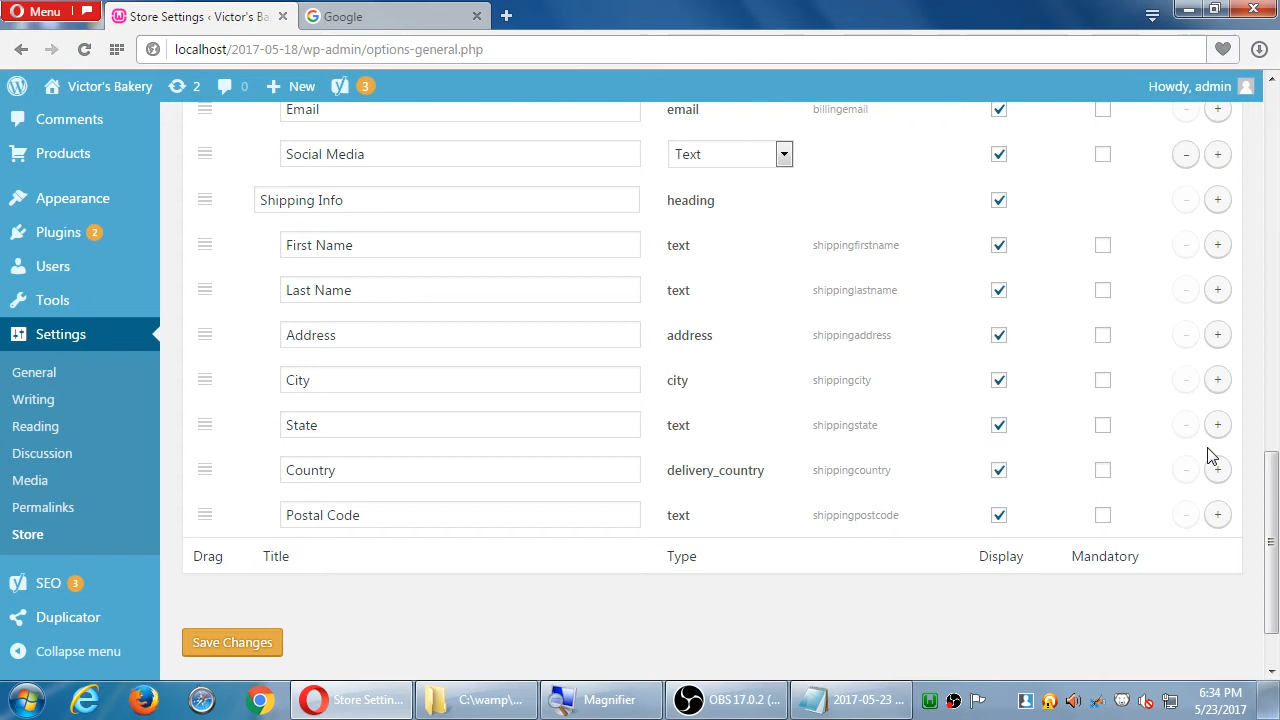 Menu
Store Settings ‹ Victor's Ba
Google
localhost/2017-05-18/wp-admin/options-general.php
Victor's Bakery 2 0 New 3 Howdy, admin
Comments
Products
Appearance
Plugins 2
Users
Tools
Settings
General
Writing
Reading
Discussion
Media
Permalinks
Store
SEO 3
Duplicator
Collapse menu
Email email billingemail - +
Social Media Text - +
Shipping Info heading - +
First Name text shippingfirstname - +
Last Name text shippinglastname - +
Address address shippingaddress - +
City city shippingcity - +
State text shippingstate - +
Country delivery_country shippingcountry - +
Postal Code text shippingpostcode - +
Drag Title Type Display Mandatory
Save Changes
Store Settin... C:\wamp\... Magnifier OBS 17.0.2 (... 2017-05-23 ... 6:34 PM
5/23/2017